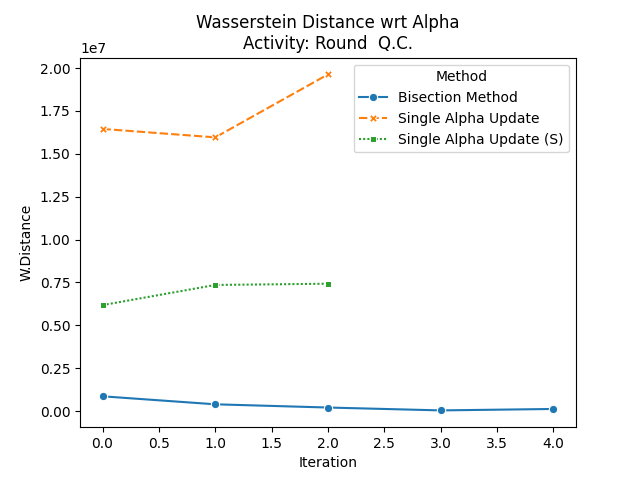 Wasserstein Distance wrt Alpha
Activity: Round  Q.C.
1e7
Method
Bisection Method
Single Alpha Update
Single Alpha Update (S)
2.00
1.75
1.50
1.25
1.00
0.75
0.50
0.25
0.00
W.Distance
0.0 0.5 1.0 1.5 2.0 2.5 3.0 3.5 4.0
Iteration